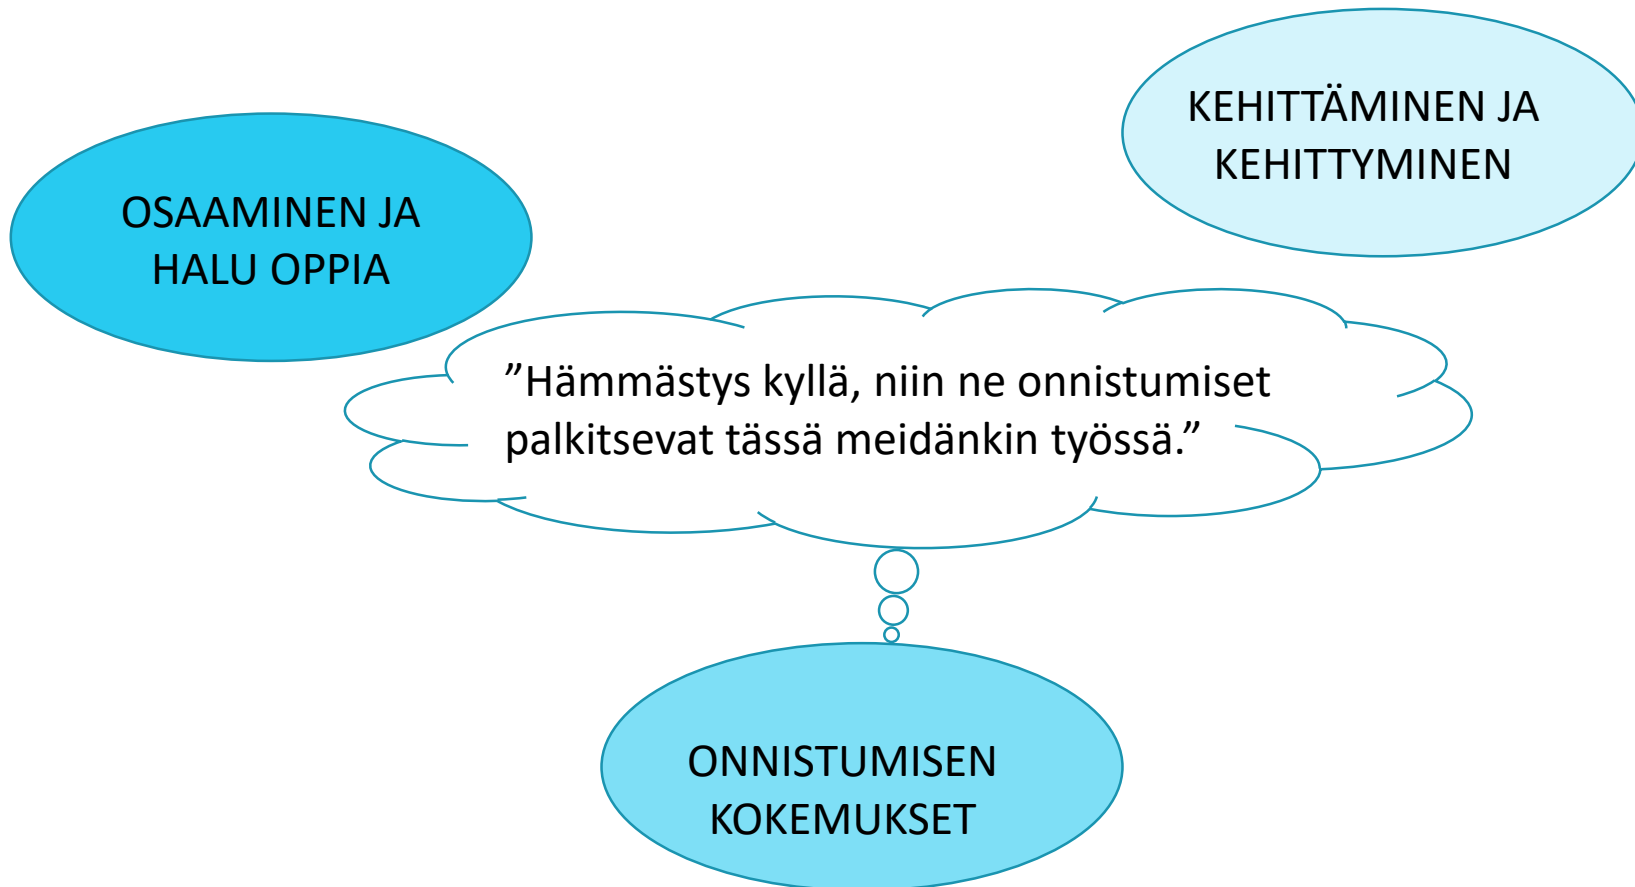 KEHITTÄMINEN JA
KEHITTYMINEN
OSAAMINEN JA
HALU OPPIA
”Hämmästys kyllä, niin ne onnistumiset
palkitsevat tässä meidänkin työssä.”
ONNISTUMISEN
KOKEMUKSET